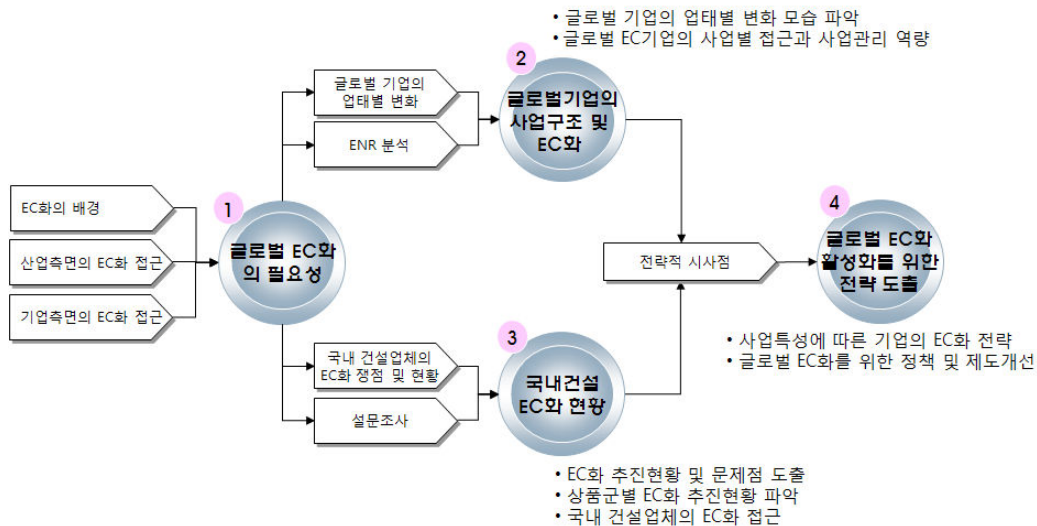 • 글로벌 기업의 업태별 변화 모습 파악
• 글로벌 EC기업의 사업별 접근과 사업관리 역량
2
글로벌기업의
사업구조 및
EC화
글로벌 기업의
업태별 변화
ENR 분석
EC화의 배경
산업측면의 EC화 접근
기업측면의 EC화 접근
1
글로벌 EC화
의 필요성
전략적 시사점
4
글로벌 EC화
활성화를 위한
전략 도출
• 사업특성에 따른 기업의 EC화 전략
• 글로벌 EC화를 위한 정책 및 제도개선
국내 건설업체의
EC화 쟁점 및 현황
설문조사
3
국내건설
EC화 현황
• EC화 추진현황 및 문제점 도출
• 상품군별 EC화 추진현황 파악
• 국내 건설업체의 EC화 접근